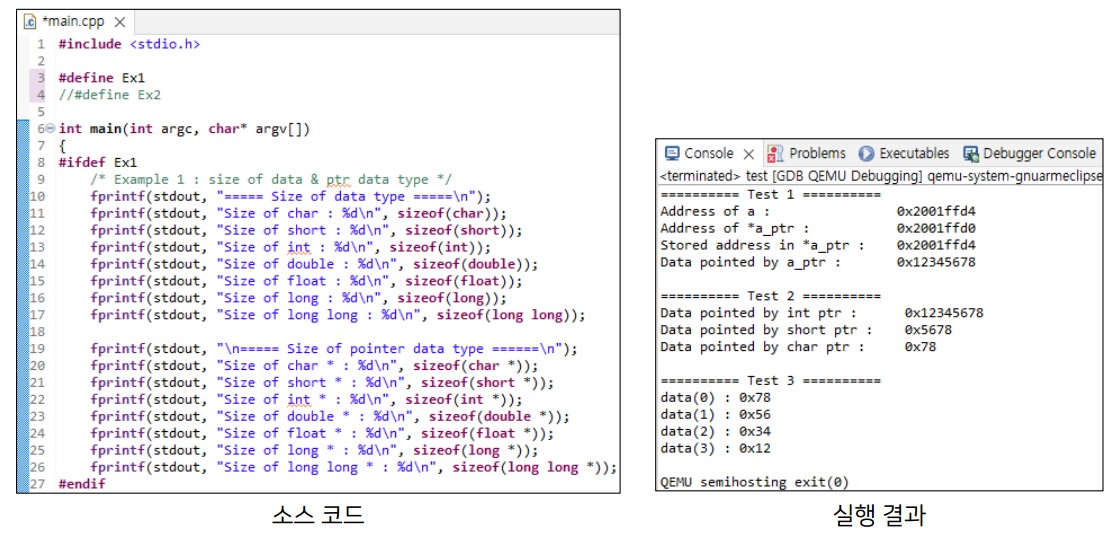 *main.cpp
1 #include <stdio.h>
2
3 #define Ex1
4 //#define Ex2
5
6 int main(int argc, char* argv[])
7 {
8 #ifdef Ex1
9 /* Example 1 : size of data & ptr data type */
10 fprintf(stdout, "===== Size of data type =====\n");
11 fprintf(stdout, "Size of char : %d\n", sizeof(char));
12 fprintf(stdout, "Size of short : %d\n", sizeof(short));
13 fprintf(stdout, "Size of int : %d\n", sizeof(int));
14 fprintf(stdout, "Size of double : %d\n", sizeof(double));
15 fprintf(stdout, "Size of float : %d\n", sizeof(float));
16 fprintf(stdout, "Size of long : %d\n", sizeof(long));
17 fprintf(stdout, "Size of long long : %d\n", sizeof(long long));
18
19 fprintf(stdout, "\n===== Size of pointer data type ======\n");
20 fprintf(stdout, "Size of char * : %d\n", sizeof(char *));
21 fprintf(stdout, "Size of short * : %d\n", sizeof(short *));
22 fprintf(stdout, "Size of int * : %d\n", sizeof(int *));
23 fprintf(stdout, "Size of double * : %d\n", sizeof(double *));
24 fprintf(stdout, "Size of float * : %d\n", sizeof(float *));
25 fprintf(stdout, "Size of long * : %d\n", sizeof(long *));
26 fprintf(stdout, "Size of long long * : %d\n", sizeof(long long *));
27 #endif
소스 코드
Console Problems Executables Debugger Console
<terminated> test [GDB QEMU Debugging] qemu-system-gnuarmeclipse
========== Test 1 ==========
Address of a : 0x2001ffd4
Address of *a_ptr : 0x2001ffd0
Stored address in *a_ptr : 0x2001ffd4
Data pointed by a_ptr : 0x12345678
========== Test 2 ==========
Data pointed by int ptr : 0x12345678
Data pointed by short ptr : 0x5678
Data pointed by char ptr : 0x78
========== Test 3 ==========
data(0) : 0x78
data(1) : 0x56
data(2) : 0x34
data(3) : 0x12
QEMU semihosting exit(0)
실행 결과